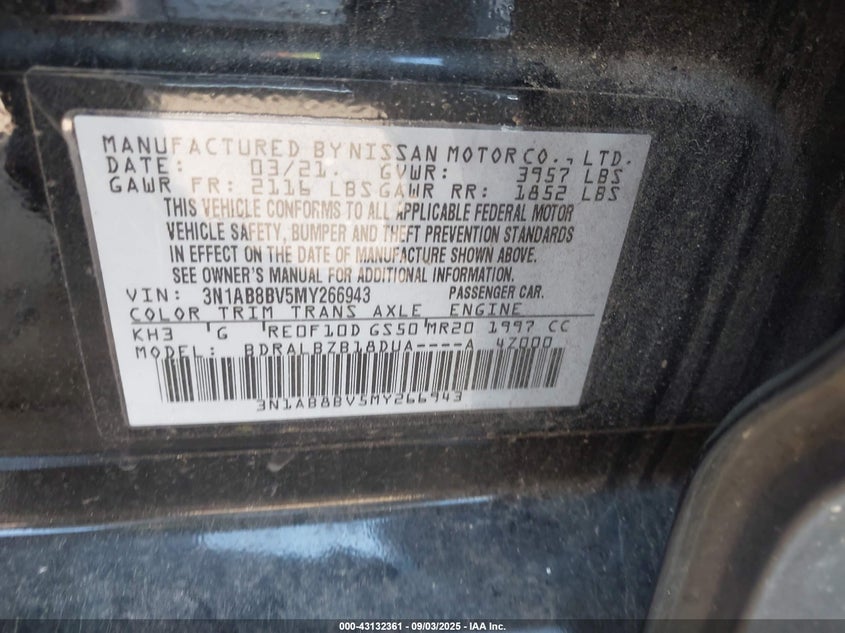 MANUFACTURED BY NISSAN MOTOR CO., LTD.
DATE: 03/21. GVWR: 3957 LBS
GAWR FR: 2116 LBS GAWR RR: 1852 LBS
THIS VEHICLE CONFORMS TO ALL APPLICABLE FEDERAL MOTOR
VEHICLE SAFETY, BUMPER AND THEFT PREVENTION STANDARDS
IN EFFECT ON THE DATE OF MANUFACTURE SHOWN ABOVE.
SEE OWNER'S MANUAL FOR ADDITIONAL INFORMATION.
VIN: 3N1AB8BV5MY266943 PASSENGER CAR.
COLOR TRIM TRANS AXLE ENGINE
KH3 'G 'RE0F10D GS50 MR20 1997 CC
MODEL: BDRALBZB18DUA----A 4Z000
3N1AB8BV5MY266943
000-43132361 - 09/03/2025 - IAA Inc.